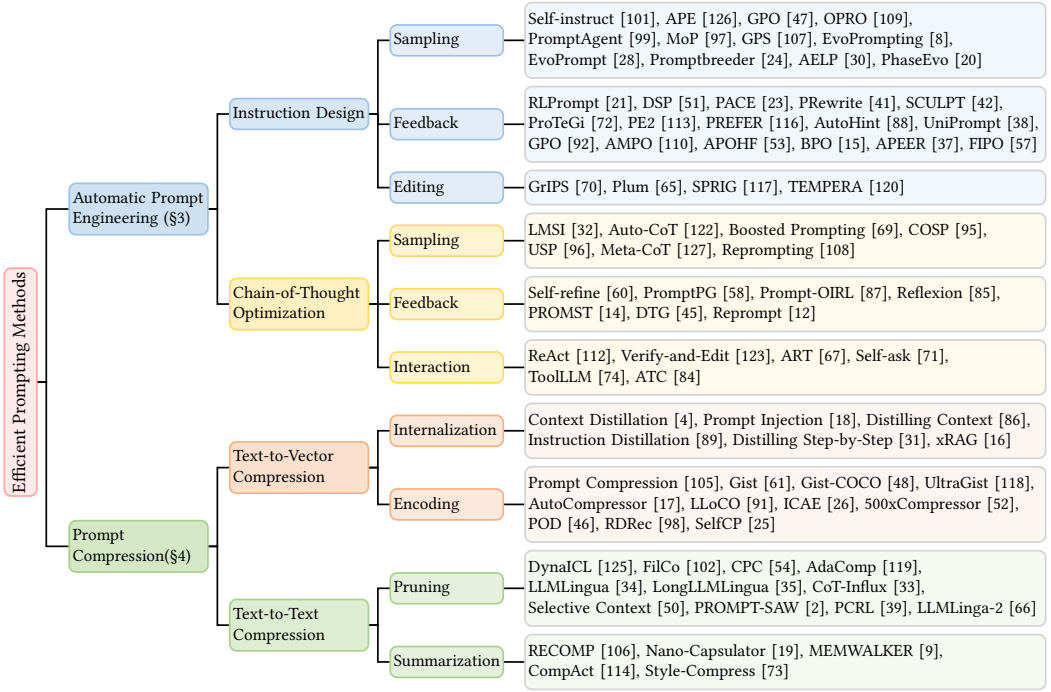 Efficient Prompting Methods
Automatic Prompt
Engineering (§3)
Instruction Design
Sampling
Self-instruct [101], APE [126], GPO [47], OPRO [109],
PromptAgent [99], MoP [97], GPS [107], EvoPrompting [8],
EvoPrompt [28], Promptbreeder [24], AELP [30], PhaseEvo [20]
Feedback
RLPrompt [21], DSP [51], PACE [23], PRewrite [41], SCULPT [42],
ProTeGi [72], PE2 [113], PREFER [116], AutoHint [88], UniPrompt [38],
GPO [92], AMPO [110], APOHF [53], BPO [15], APEER [37], FIPO [57]
Editing
GrIPS [70], Plum [65], SPRIG [117], TEMPERA [120]
Chain-of-Thought
Optimization
Sampling
LMSI [32], Auto-CoT [122], Boosted Prompting [69], COSP [95],
USP [96], Meta-CoT [127], Reprompting [108]
Feedback
Self-refine [60], PromptPG [58], Prompt-OIRL [87], Reflexion [85],
PROMST [14], DTG [45], Reprompt [12]
Interaction
ReAct [112], Verify-and-Edit [123], ART [67], Self-ask [71],
ToolLLM [74], ATC [84]
Prompt
Compression(§4)
Text-to-Vector
Compression
Internalization
Context Distillation [4], Prompt Injection [18], Distilling Context [86],
Instruction Distillation [89], Distilling Step-by-Step [31], xRAG [16]
Encoding
Prompt Compression [105], Gist [61], Gist-COCO [48], UltraGist [118],
AutoCompressor [17], LLoCO [91], ICAE [26], 500xCompressor [52],
POD [46], RDRec [98], SelfCP [25]
Text-to-Text
Compression
Pruning
DynaICL [125], FilCo [102], CPC [54], AdaComp [119],
LLMLingua [34], LongLLMLingua [35], CoT-Influx [33],
Selective Context [50], PROMPT-SAW [2], PCRL [39], LLMLinga-2 [66]
Summarization
RECOMP [106], Nano-Capsulator [19], MEMWALKER [9],
CompAct [114], Style-Compress [73]